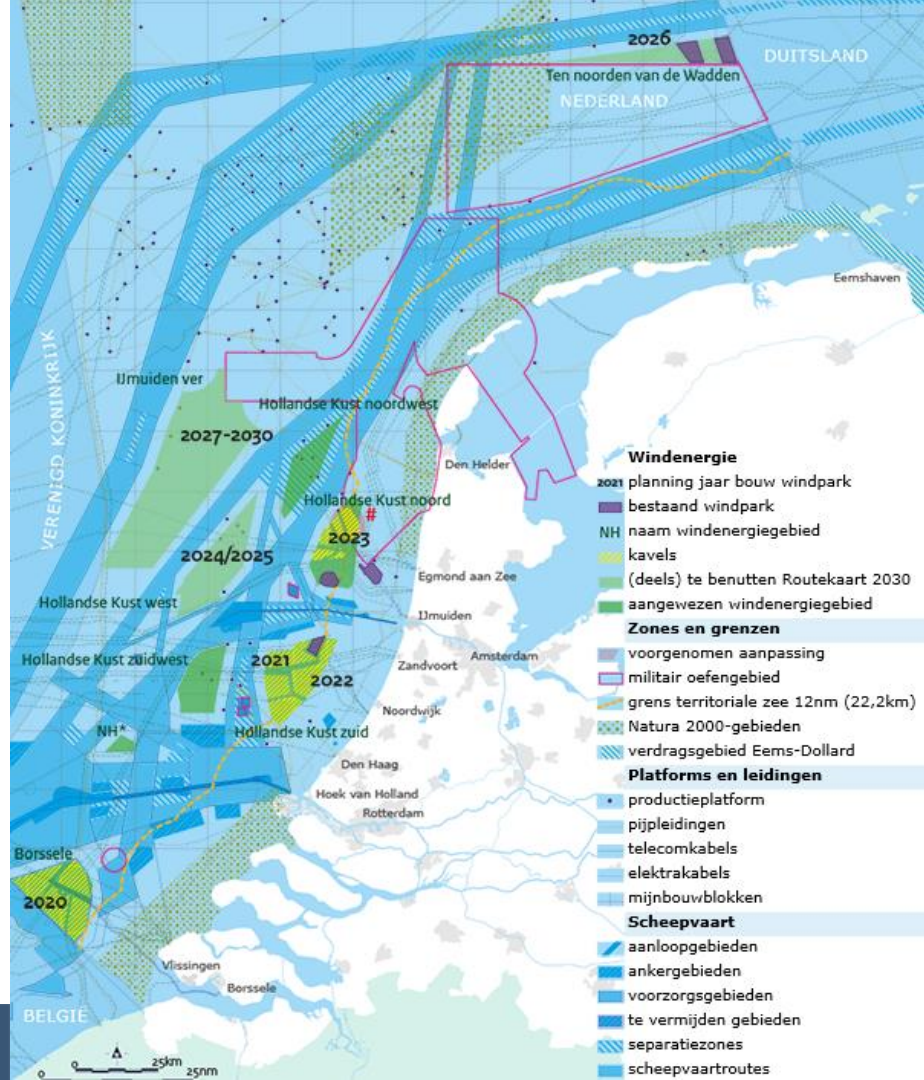 2026
DUITSLAND
Ten noorden van de Wadden
NEDERLAND
Eemshaven
VERENIGD KONINKRIJK
IJmuiden ver
Hollandse Kust noordwest
2027-2030
Den Helder
Hollandse Kust noord
#
2023
2024/2025
Egmond aan Zee
Hollandse Kust west
IJmuiden
Hollandse Kust zuidwest
2021
Amsterdam
Zandvoort
2022
Noordwijk
NH*
Hollandse Kust zuid
Den Haag
Hoek van Holland
Rotterdam
Borssele
2020
Vlissingen
Borssele
BELGIË
0 25km
0 25nm
Windenergie
2021 planning jaar bouw windpark
bestaand windpark
NH naam windenergiegebied
kavels
(deels) te benutten Routekaart 2030
aangewezen windenergiegebied
Zones en grenzen
voorgenomen aanpassing
militair oefengebied
grens territoriale zee 12nm (22,2km)
Natura 2000-gebieden
verdragsgebied Eems-Dollard
Platforms en leidingen
productieplatform
pijpleidingen
telecomkabels
elektrakabels
mijnbouwblokken
Scheepvaart
aanloopgebieden
ankergebieden
voorzorgsgebieden
te vermijden gebieden
separatiezones
scheepvaartroutes